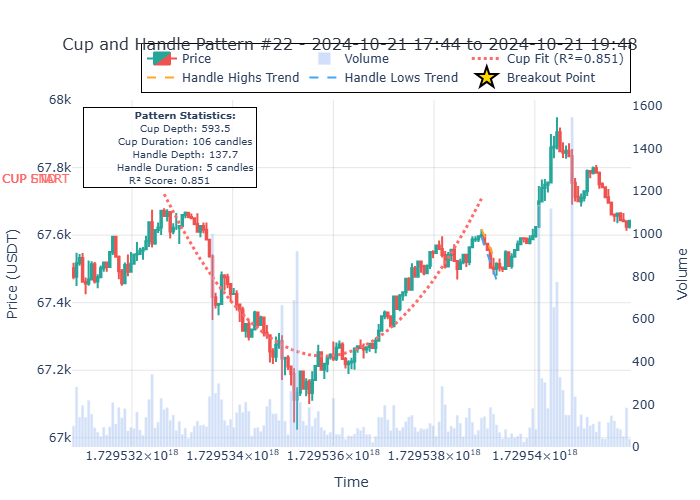 Cup and Handle Pattern #22 - 2024-10-21 17:44 to 2024-10-21 19:48
Price
Volume
Cup Fit (R²=0.851)
Handle Highs Trend
Handle Lows Trend
Breakout Point
Pattern Statistics:
Cup Depth: 593.5
Cup Duration: 106 candles
Handle Depth: 137.7
Handle Duration: 5 candles
R² Score: 0.851
68k
67.8k
67.6k
67.4k
67.2k
67k
CUP START
Price (USDT)
1600
1400
1200
1000
800
600
400
200
0
Volume
1.729532×10¹⁸
1.729534×10¹⁸
1.729536×10¹⁸
1.729538×10¹⁸
1.72954×10¹⁸
Time